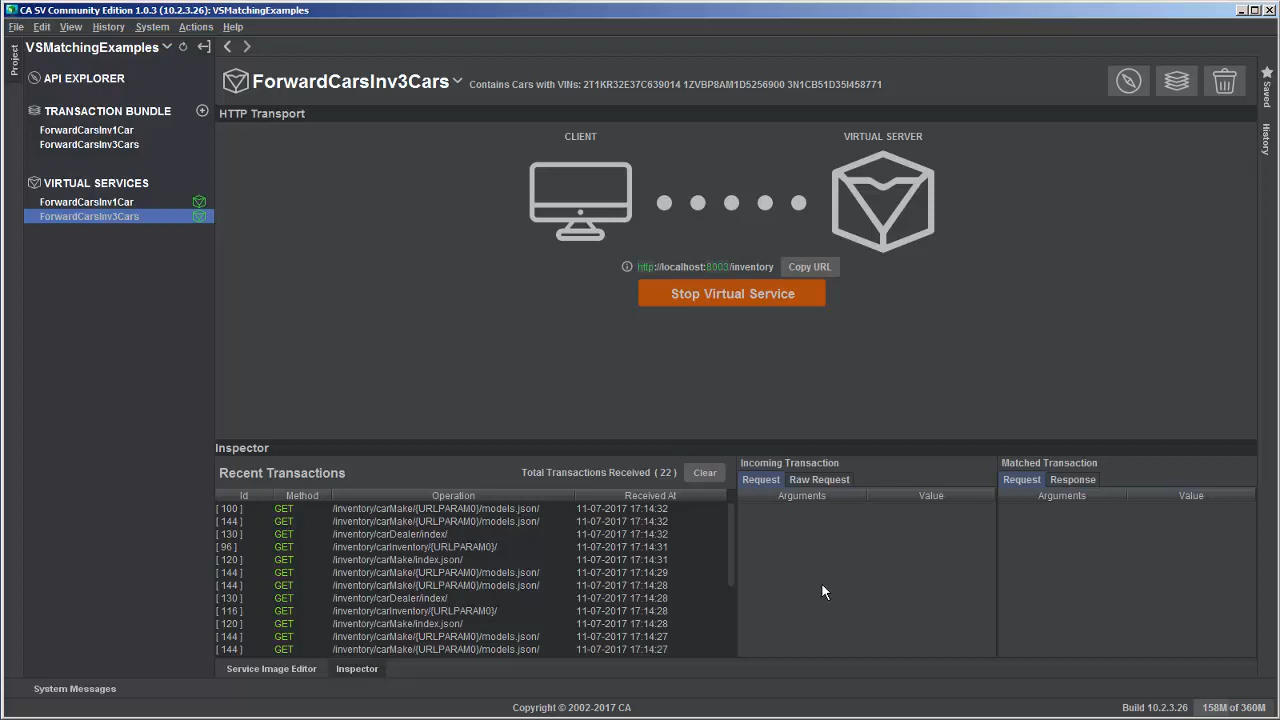 CA SV Community Edition 1.0.3 (10.2.3.26): VSMatchingExamples
File Edit View History System Actions Help
Project
VSMatchingExamples
API EXPLORER
TRANSACTION BUNDLE
ForwardCarsInv1Car
ForwardCarsInv3Cars
VIRTUAL SERVICES
ForwardCarsInv1Car
ForwardCarsInv3Cars
ForwardCarsInv3Cars Contains Cars with VINs: 2T1KR32E37C639014 1ZVBP8AM1D5256900 3N1CB51D35I458771
Saved
History
HTTP Transport
CLIENT VIRTUAL SERVER
http://localhost:8003/inventory Copy URL
Stop Virtual Service
Inspector
Recent Transactions Total Transactions Received ( 22 ) Clear
Id Method Operation Received At
[ 100 ] GET /inventory/carMake/{URLPARAM0}/models.json/ 11-07-2017 17:14:32
[ 144 ] GET /inventory/carMake/{URLPARAM0}/models.json/ 11-07-2017 17:14:32
[ 130 ] GET /inventory/carDealer/index/ 11-07-2017 17:14:32
[ 96 ] GET /inventory/carInventory/{URLPARAM0}/ 11-07-2017 17:14:31
[ 120 ] GET /inventory/carMake/index.json/ 11-07-2017 17:14:31
[ 144 ] GET /inventory/carMake/{URLPARAM0}/models.json/ 11-07-2017 17:14:29
[ 144 ] GET /inventory/carMake/{URLPARAM0}/models.json/ 11-07-2017 17:14:28
[ 130 ] GET /inventory/carDealer/index/ 11-07-2017 17:14:28
[ 116 ] GET /inventory/carInventory/{URLPARAM0}/ 11-07-2017 17:14:28
[ 120 ] GET /inventory/carMake/index.json/ 11-07-2017 17:14:28
[ 144 ] GET /inventory/carMake/{URLPARAM0}/models.json/ 11-07-2017 17:14:27
[ 144 ] GET /inventory/carMake/{URLPARAM0}/models.json/ 11-07-2017 17:14:27
Incoming Transaction
Request Raw Request
Arguments Value
Matched Transaction
Request Response
Arguments Value
Service Image Editor Inspector
System Messages
Copyright © 2002-2017 CA Build 10.2.3.26 158M of 360M